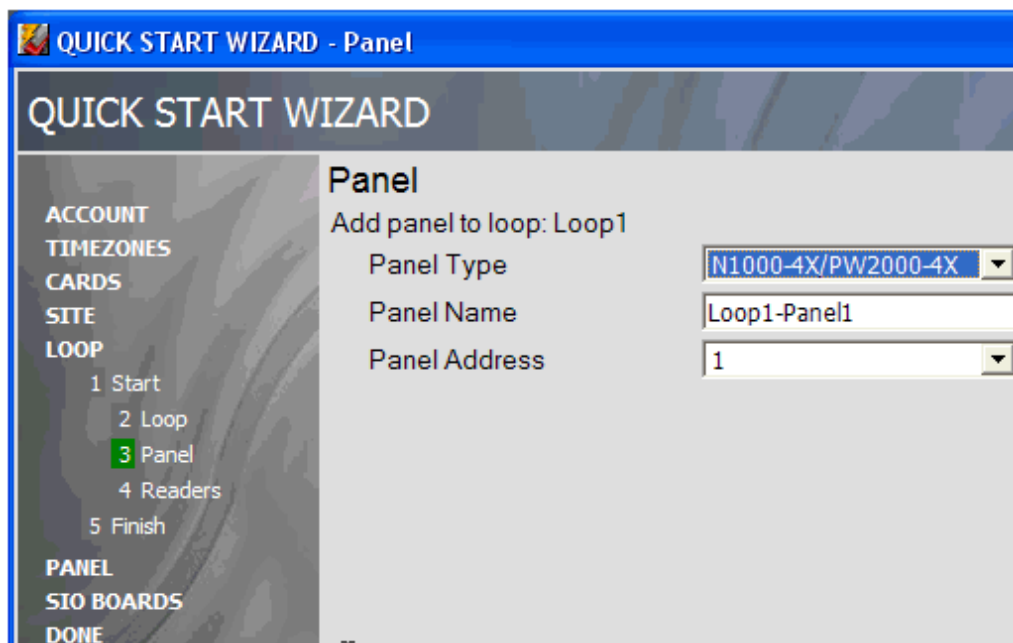 QUICK START WIZARD - Panel
QUICK START WIZARD
ACCOUNT
TIMEZONES
CARDS
SITE
LOOP
1 Start
2 Loop
3 Panel
4 Readers
5 Finish
PANEL
SIO BOARDS
DONE
Panel
Add panel to loop: Loop1
Panel Type N1000-4X/PW2000-4X
Panel Name Loop1-Panel1
Panel Address 1